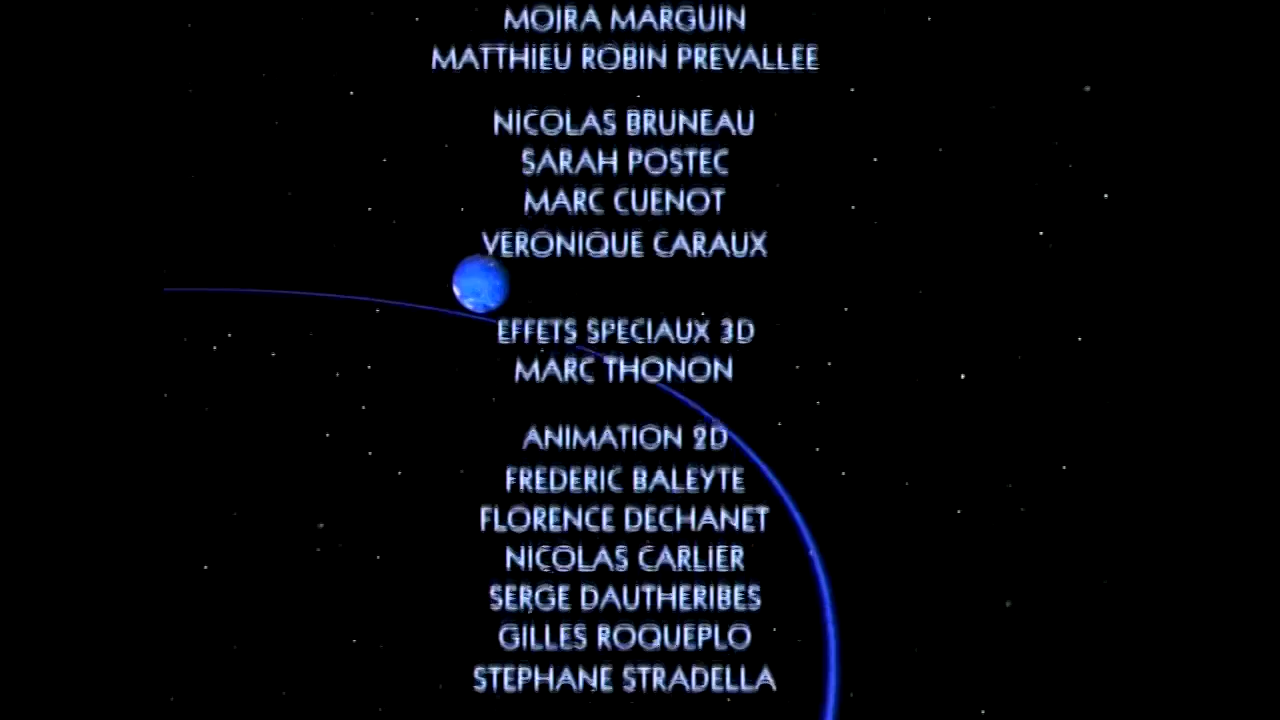 MOIRA MARGUIN
MATTHIEU ROBIN PREVALLEE
NICOLAS BRUNEAU
SARAH POSTEC
MARC CUENOT
VERONIQUE CARAUX
EFFETS SPECIAUX 3D
MARC THONON
ANIMATION 2D
FREDERIC BALEYTE
FLORENCE DECHANET
NICOLAS CARLIER
SERGE DAUTHERIBES
GILLES ROQUEPLO
STEPHANE STRADELLA